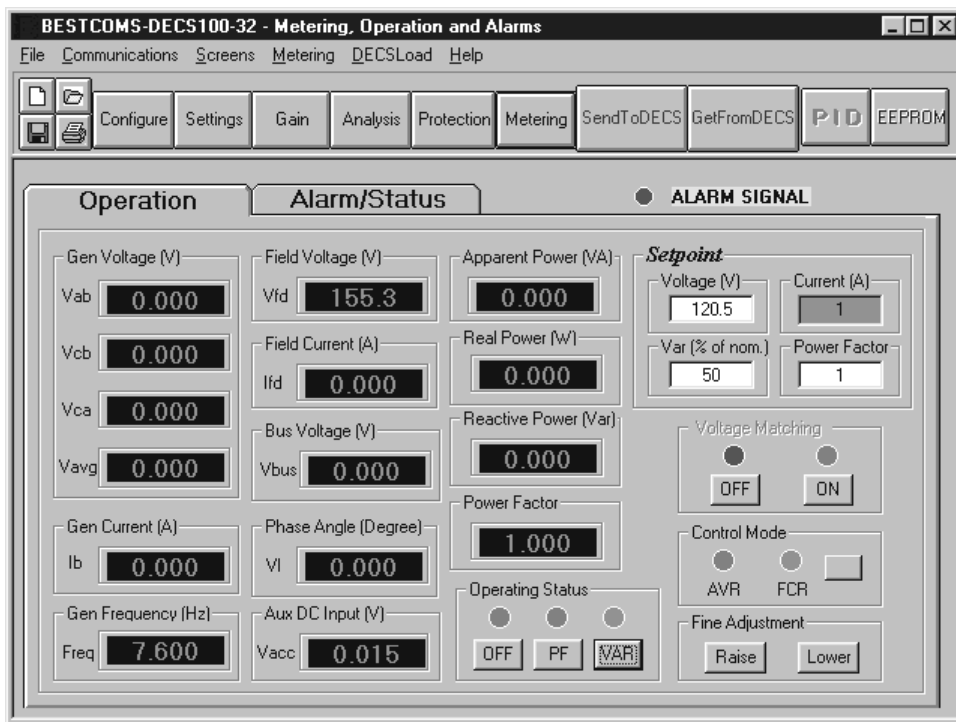 BESTCOMS-DECS100-32 - Metering, Operation and Alarms
File Communications Screens Metering DECSLoad Help
Configure Settings Gain Analysis Protection Metering SendToDECS GetFromDECS PID EEPROM
Operation Alarm/Status ALARM SIGNAL
Gen Voltage (V)
Vab 0.000
Vcb 0.000
Vca 0.000
Vavg 0.000
Gen Current (A)
Ib 0.000
Gen Frequency (Hz)
Freq 7.600
Field Voltage (V)
Vfd 155.3
Field Current (A)
Ifd 0.000
Bus Voltage (V)
Vbus 0.000
Phase Angle (Degree)
VI 0.000
Aux DC Input (V)
Vacc 0.015
Apparent Power (VA)
0.000
Real Power (W)
0.000
Reactive Power (Var)
0.000
Power Factor
1.000
Operating Status
OFF PF VAR
Setpoint
Voltage (V) Current (A)
120.5 1
Var (% of nom.) Power Factor
50 1
Voltage Matching
OFF ON
Control Mode
AVR FCR
Fine Adjustment
Raise Lower